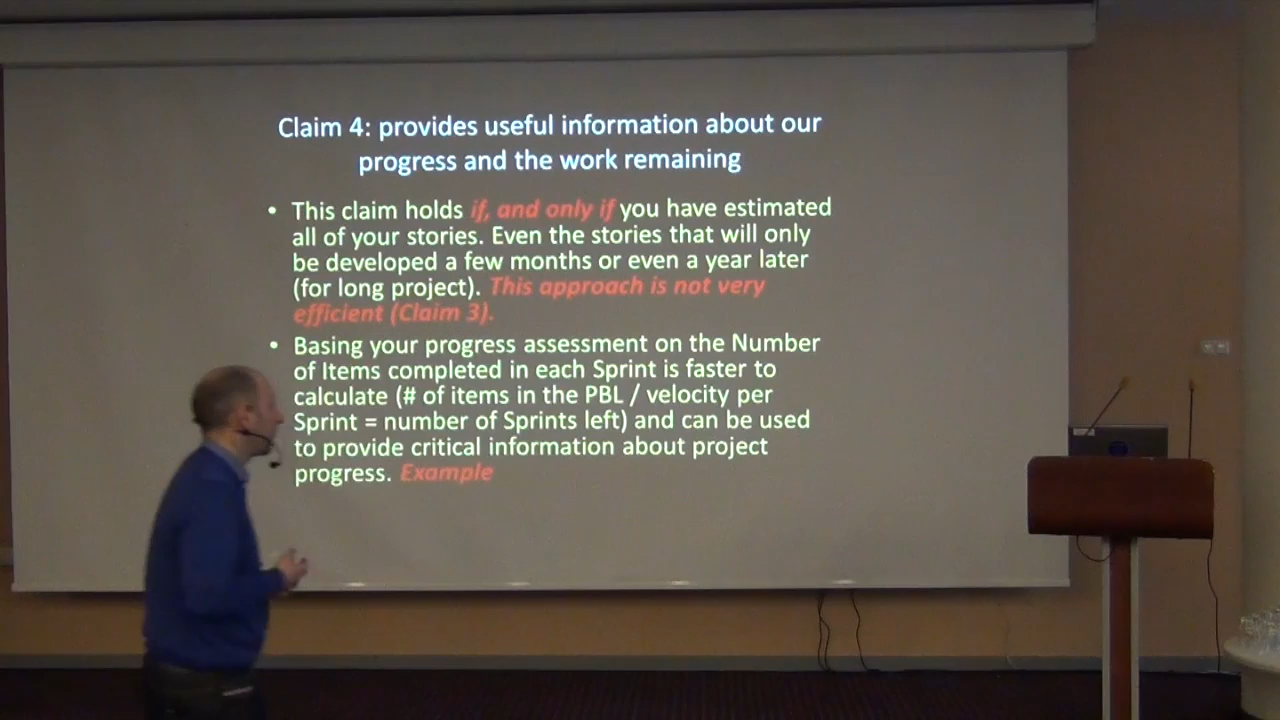 Claim 4: provides useful information about our
progress and the work remaining
• This claim holds if, and only if you have estimated
all of your stories. Even the stories that will only
be developed a few months or even a year later
(for long project). This approach is not very
efficient (Claim 3).
• Basing your progress assessment on the Number
of Items completed in each Sprint is faster to
calculate (# of items in the PBL / velocity per
Sprint = number of Sprints left) and can be used
to provide critical information about project
progress. Example